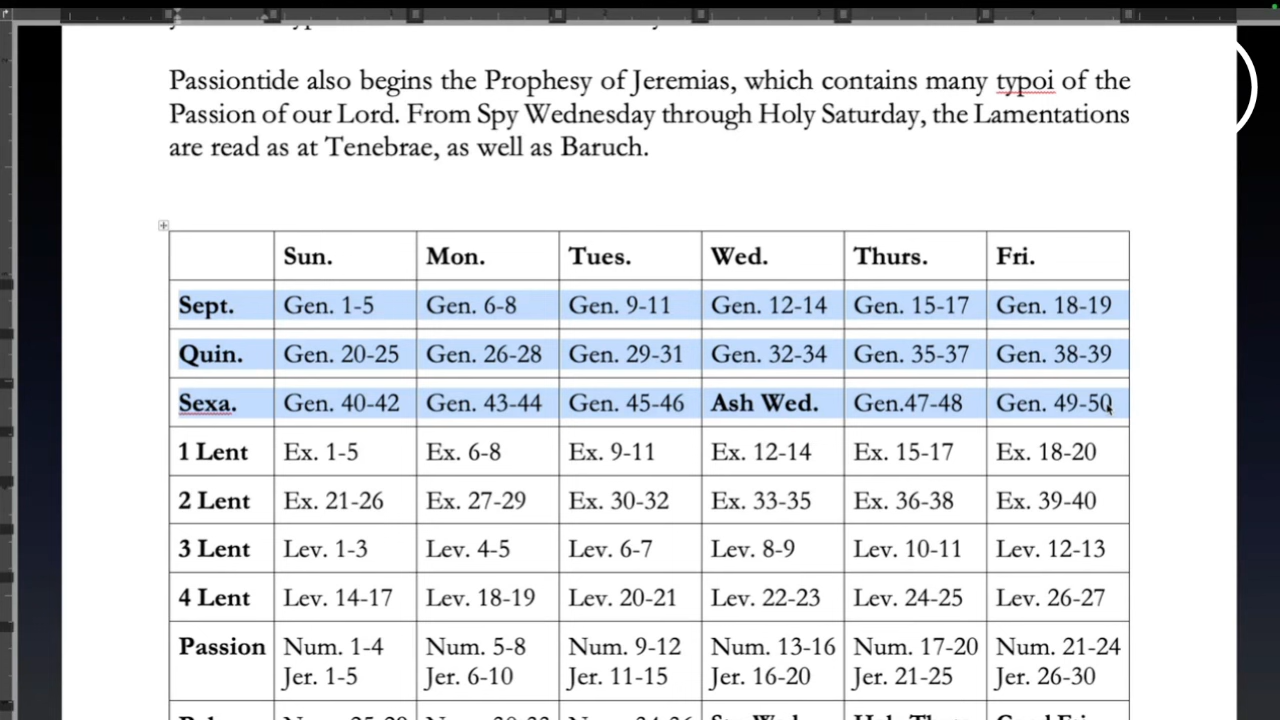 Passiontide also begins the Prophesy of Jeremias, which contains many typoi of the
Passion of our Lord. From Spy Wednesday through Holy Saturday, the Lamentations
are read as at Tenebrae, as well as Baruch.
Sun. Mon. Tues. Wed. Thurs. Fri.
Sept. Gen. 1-5 Gen. 6-8 Gen. 9-11 Gen. 12-14 Gen. 15-17 Gen. 18-19
Quin. Gen. 20-25 Gen. 26-28 Gen. 29-31 Gen. 32-34 Gen. 35-37 Gen. 38-39
Sexa. Gen. 40-42 Gen. 43-44 Gen. 45-46 Ash Wed. Gen.47-48 Gen. 49-50
1 Lent Ex. 1-5 Ex. 6-8 Ex. 9-11 Ex. 12-14 Ex. 15-17 Ex. 18-20
2 Lent Ex. 21-26 Ex. 27-29 Ex. 30-32 Ex. 33-35 Ex. 36-38 Ex. 39-40
3 Lent Lev. 1-3 Lev. 4-5 Lev. 6-7 Lev. 8-9 Lev. 10-11 Lev. 12-13
4 Lent Lev. 14-17 Lev. 18-19 Lev. 20-21 Lev. 22-23 Lev. 24-25 Lev. 26-27
Passion Num. 1-4 Num. 5-8 Num. 9-12 Num. 13-16 Num. 17-20 Num. 21-24
Jer. 1-5 Jer. 6-10 Jer. 11-15 Jer. 16-20 Jer. 21-25 Jer. 26-30